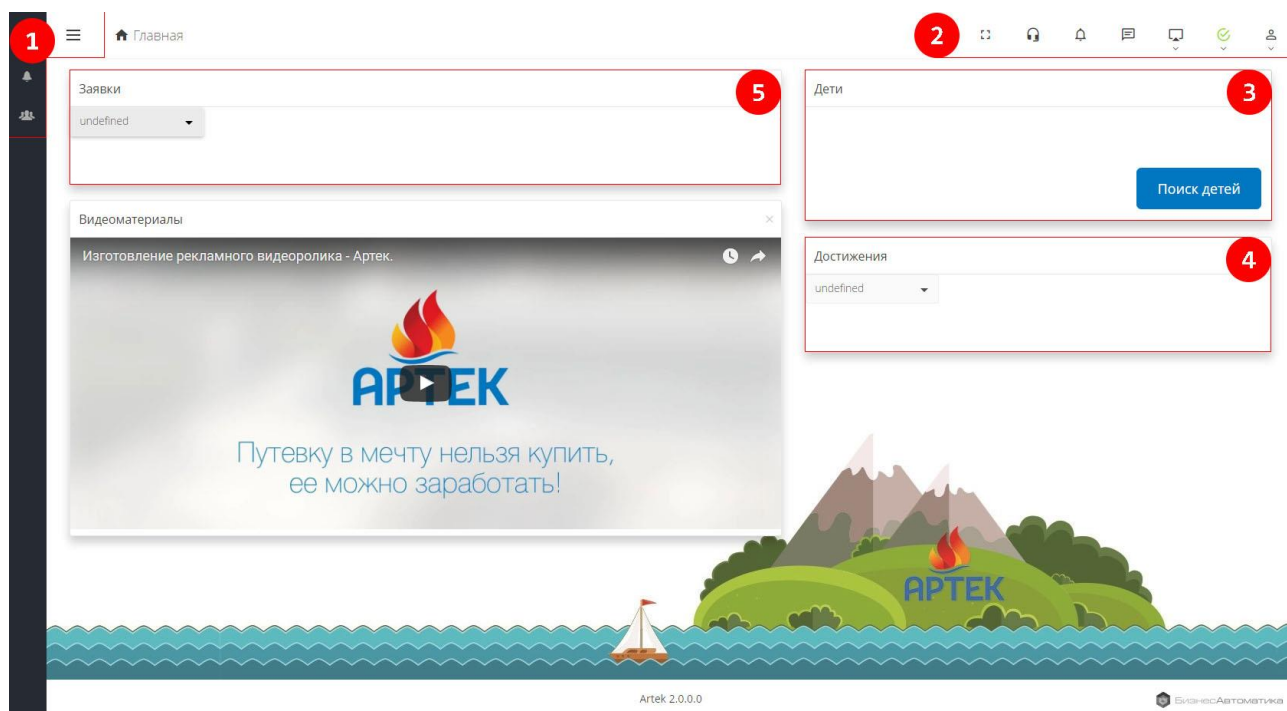 1
Главная
2
Заявки
5
undefined
Дети
3
Поиск детей
Видеоматериалы
Изготовление рекламного видеоролика - Артек.
АРТЕК
Путевку в мечту нельзя купить,
ее можно заработать!
Достижения
4
undefined
АРТЕК
Artek 2.0.0.0
БизнесАвтоматика